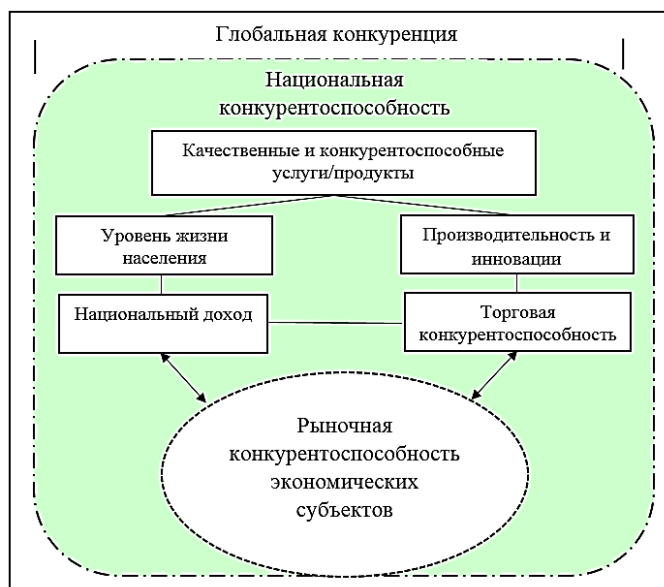 Глобальная конкуренция
Национальная
конкурентоспособность
Качественные и конкурентоспособные
услуги/продукты
Уровень жизни
населения
Производительность и
инновации
Национальный доход
Торговая
конкурентоспособность
Рыночная
конкурентоспособность
экономических
субъектов